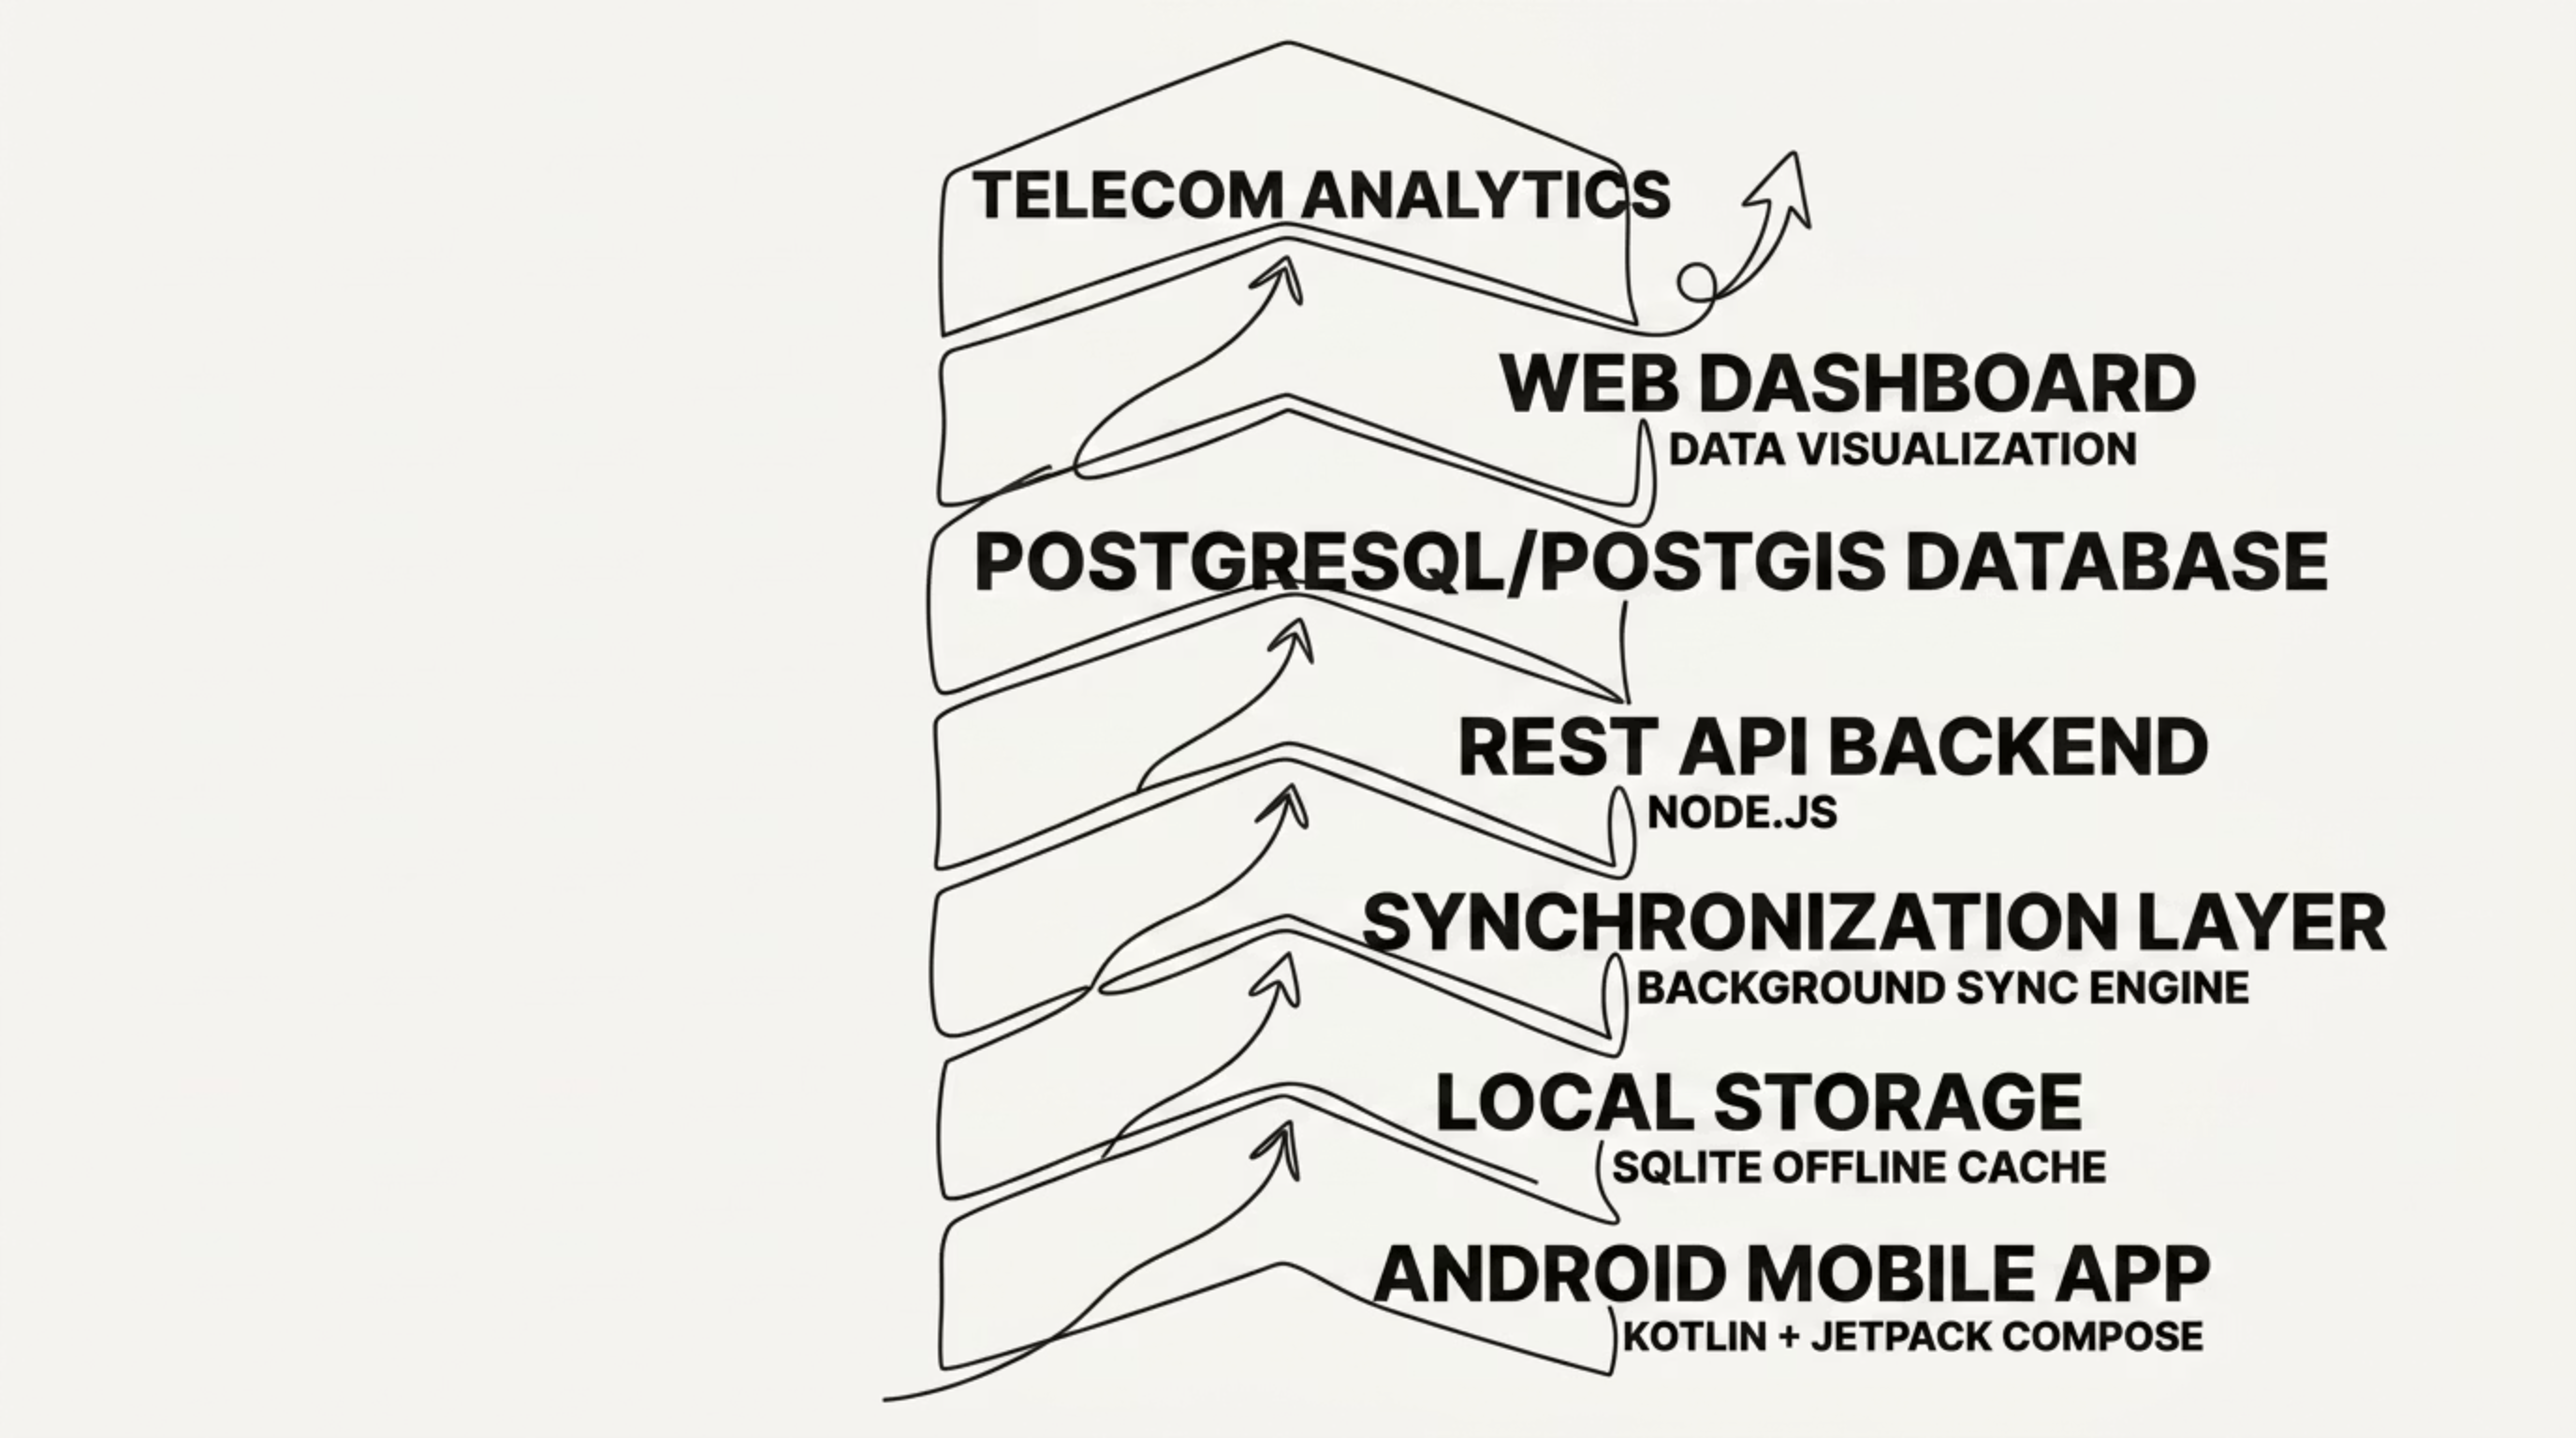 TELECOM ANALYTICS
WEB DASHBOARD
DATA VISUALIZATION
POSTGRESQL/POSTGIS DATABASE
REST API BACKEND
NODE.JS
SYNCHRONIZATION LAYER
BACKGROUND SYNC ENGINE
LOCAL STORAGE
SQLITE OFFLINE CACHE
ANDROID MOBILE APP
KOTLIN + JETPACK COMPOSE